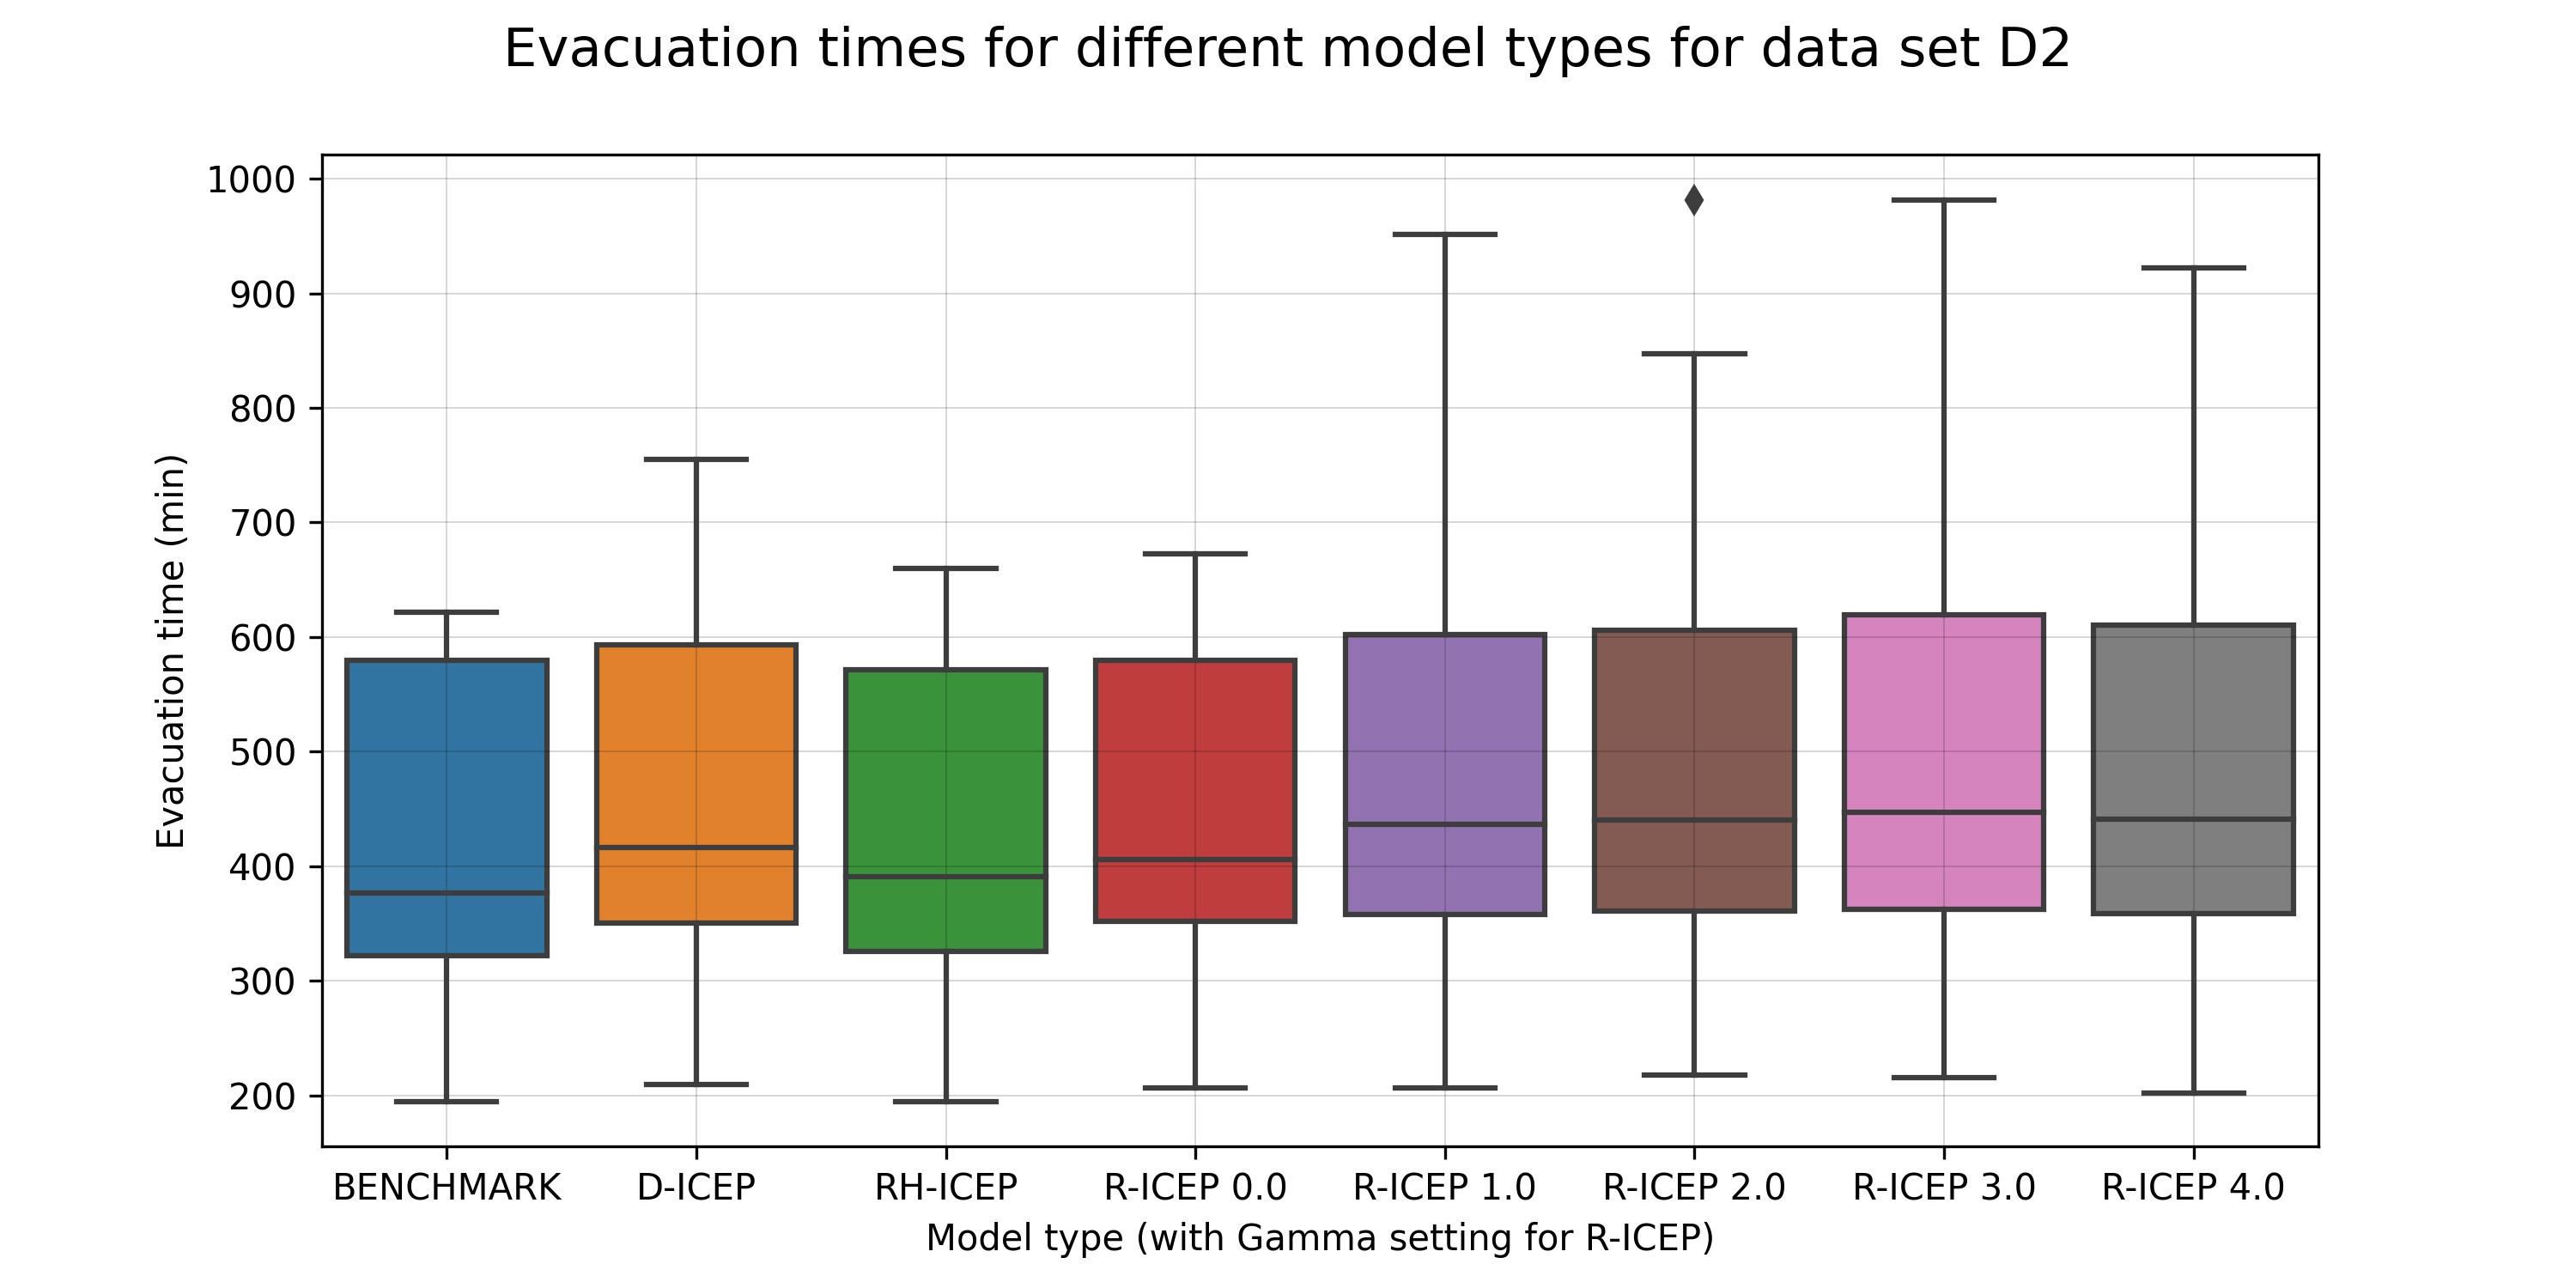 Evacuation times for different model types for data set D2
1000
900
800
700
600
500
400
300
200
Evacuation time (min)
BENCHMARK D-ICEP RH-ICEP R-ICEP 0.0 R-ICEP 1.0 R-ICEP 2.0 R-ICEP 3.0 R-ICEP 4.0
Model type (with Gamma setting for R-ICEP)